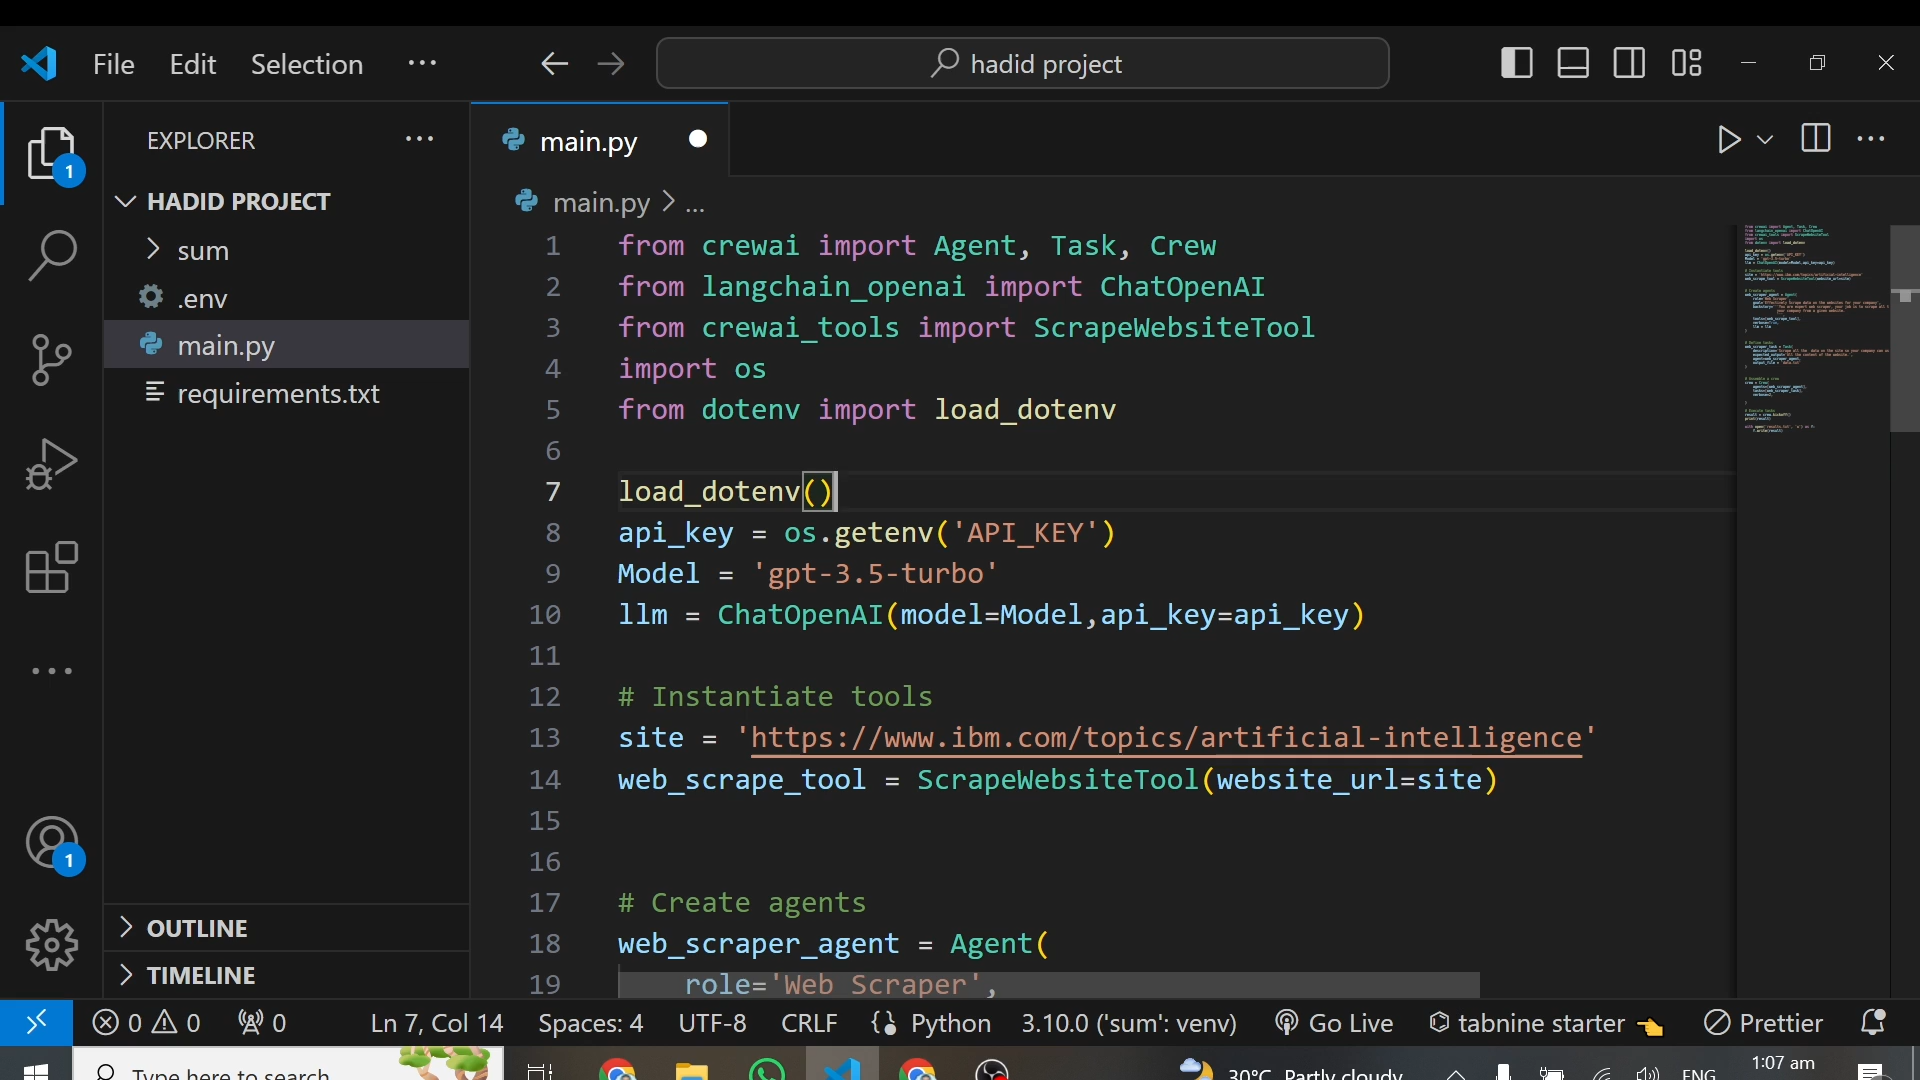 File Edit Selection ···
hadid project
EXPLORER ···
main.py
1
HADID PROJECT
sum
.env
main.py
requirements.txt
main.py > ...
1 from crewai import Agent, Task, Crew
2 from langchain_openai import ChatOpenAI
3 from crewai_tools import ScrapeWebsiteTool
4 import os
5 from dotenv import load_dotenv
6
7 load_dotenv()
8 api_key = os.getenv('API_KEY')
9 Model = 'gpt-3.5-turbo'
10 llm = ChatOpenAI(model=Model,api_key=api_key)
11
12 # Instantiate tools
13 site = 'https://www.ibm.com/topics/artificial-intelligence'
14 web_scrape_tool = ScrapeWebsiteTool(website_url=site)
15
16
17 # Create agents
18 web_scraper_agent = Agent(
19 role='Web Scraper',
1
OUTLINE
TIMELINE
0 0 0 Ln 7, Col 14 Spaces: 4 UTF-8 CRLF {} Python 3.10.0 ('sum': venv) Go Live tabnine starter Prettier
Type here to search
30°C Partly cloudy
ENG
1:07 am